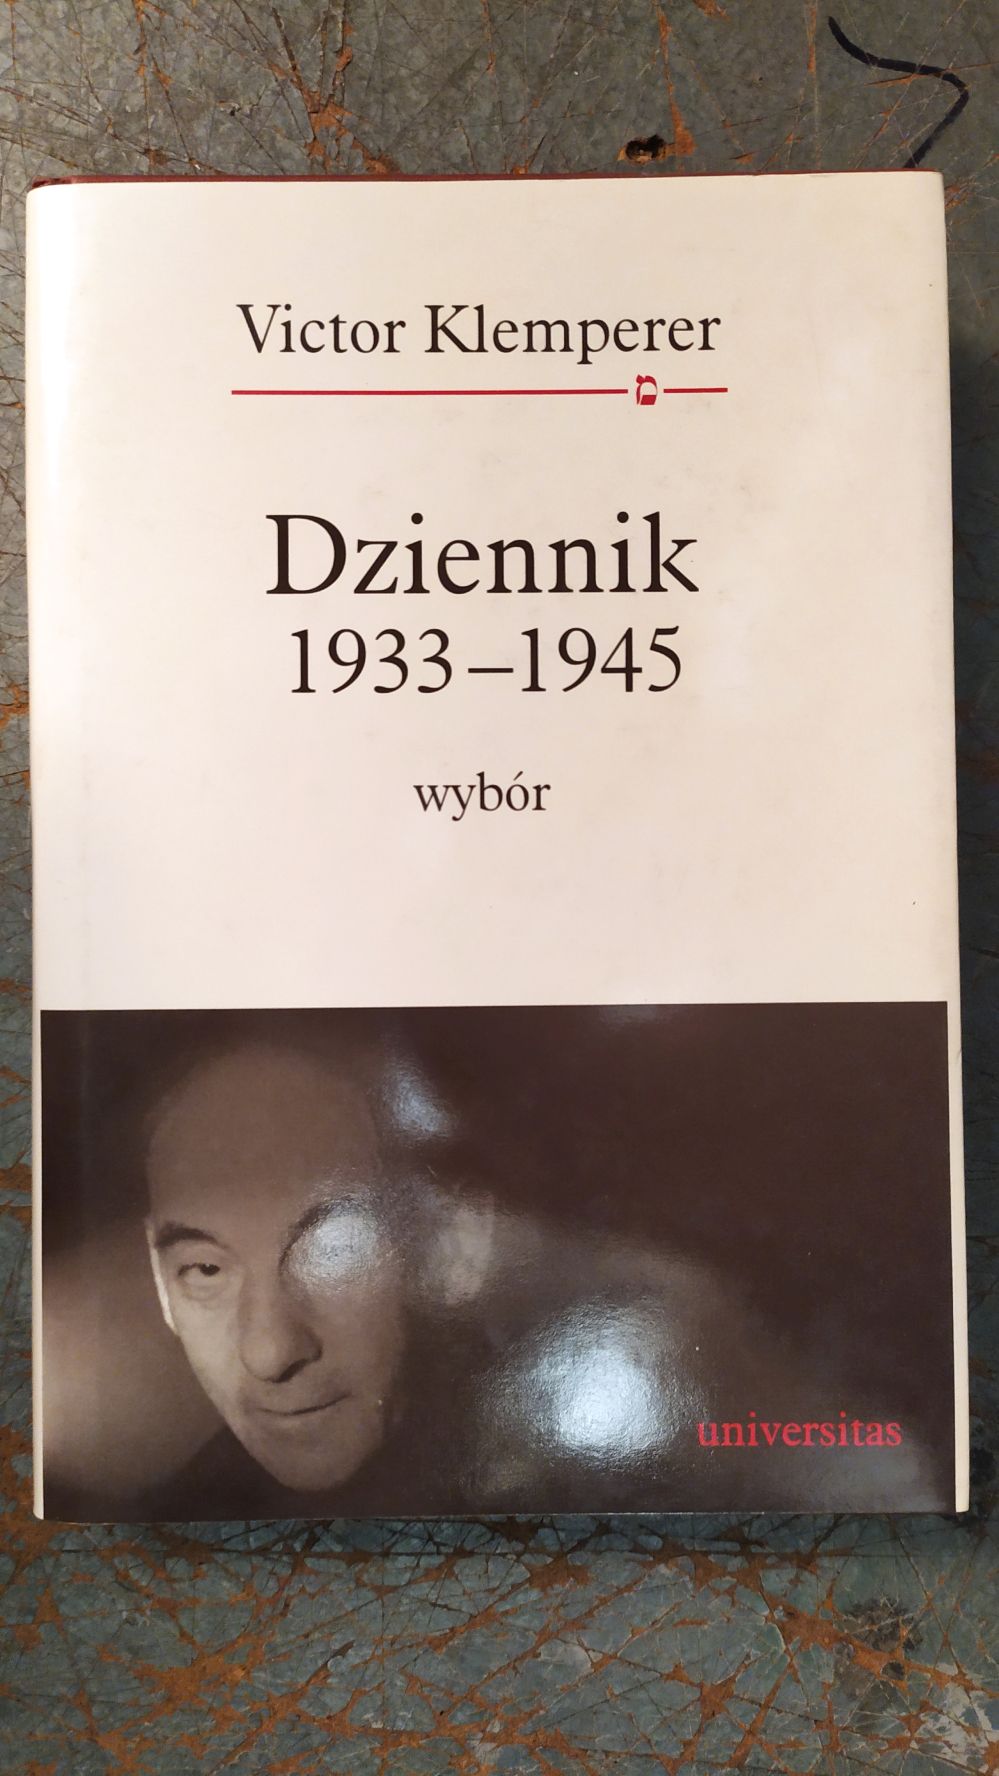 Victor Klemperer
מ
Dziennik
1933–1945
wybór
universitas